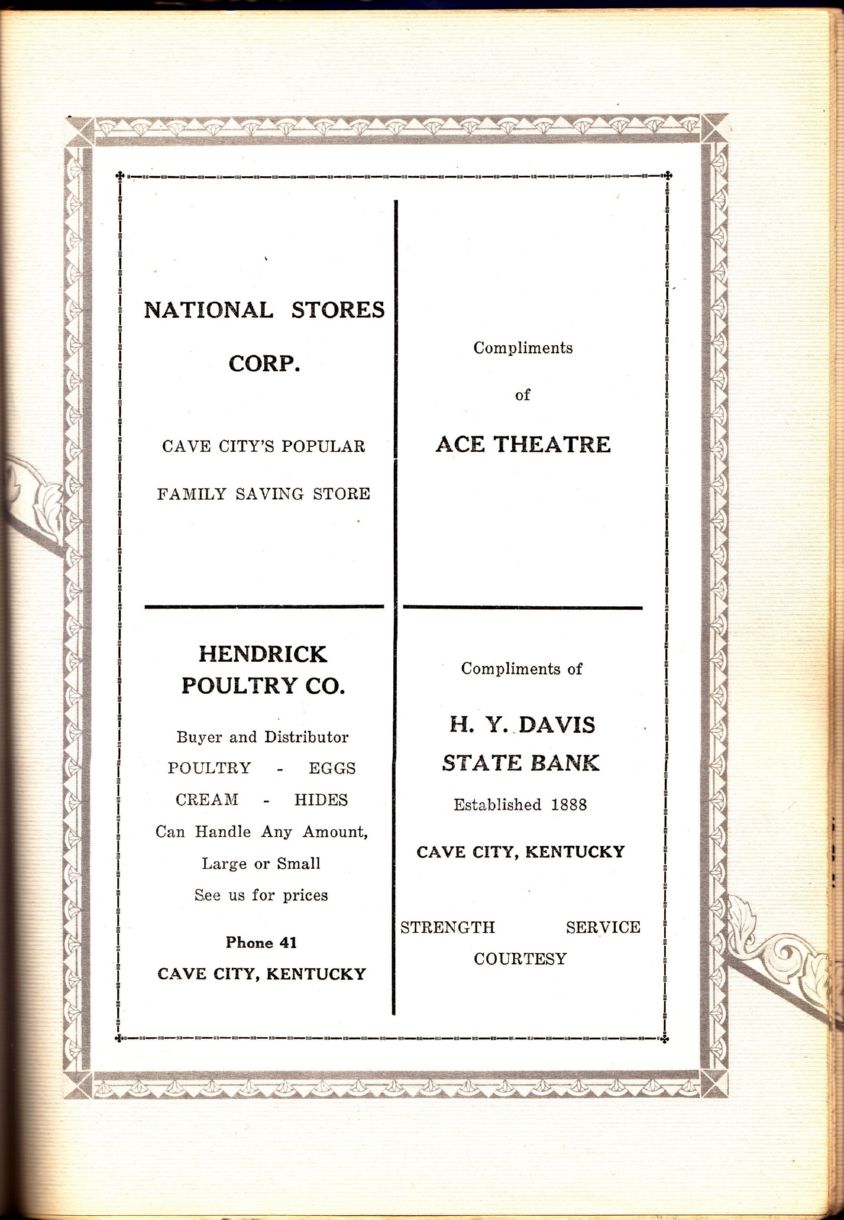 NATIONAL STORES
CORP.
CAVE CITY'S POPULAR
FAMILY SAVING STORE
Compliments
of
ACE THEATRE
HENDRICK
POULTRY CO.
Buyer and Distributor
POULTRY - EGGS
CREAM - HIDES
Can Handle Any Amount,
Large or Small
See us for prices
Phone 41
CAVE CITY, KENTUCKY
Compliments of
H. Y. DAVIS
STATE BANK
Established 1888
CAVE CITY, KENTUCKY
STRENGTH SERVICE
COURTESY